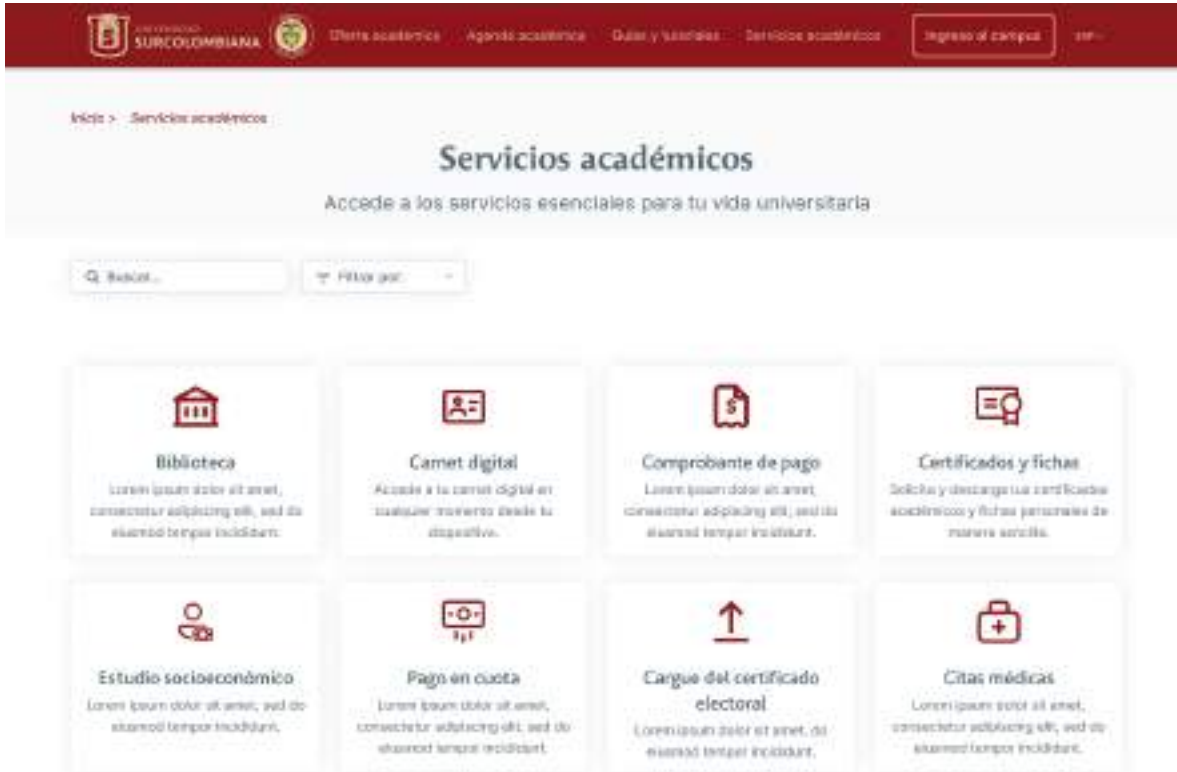 UNIVERSIDAD
SURCOLOMBIANA
Oferta académica
Agenda académica
Guías y tutoriales
Servicios académicos
Ingreso al campus
ESP
Inicio > Servicios académicos
Servicios académicos
Accede a los servicios esenciales para tu vida universitaria
Buscar...
Filtrar por:
Biblioteca
Lorem ipsum dolor sit amet,
consectetur adipiscing elit, sed do
eiusmod tempor incididunt.
Carnet digital
Accede a tu carnet digital en
cualquier momento desde tu
dispositivo.
Comprobante de pago
Lorem ipsum dolor sit amet,
consectetur adipiscing elit, sed do
eiusmod tempor incididunt.
Certificados y fichas
Solicita y descarga tus certificados
académicos y fichas personales de
manera sencilla.
Estudio socioeconómico
Lorem ipsum dolor sit amet, sed do
eiusmod tempor incididunt.
Pago en cuota
Lorem ipsum dolor sit amet,
consectetur adipiscing elit, sed do
eiusmod tempor incididunt.
Cargue del certificado
electoral
Lorem ipsum dolor sit amet, do
eiusmod tempor incididunt.
Citas médicas
Lorem ipsum dolor sit amet,
consectetur adipiscing elit, sed do
eiusmod tempor incididunt.